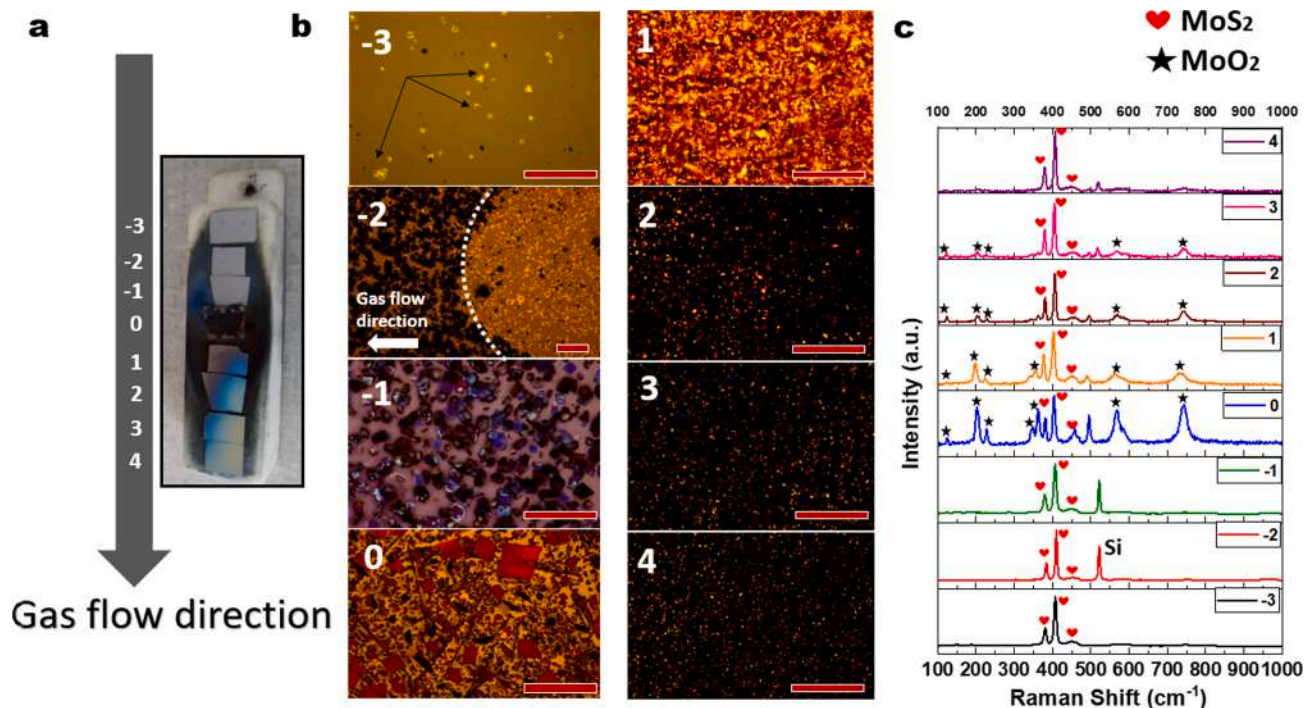 a
-3
-2
-1
0
1
2
3
4
Gas flow direction
b
-3
-2
Gas flow
direction
-1
0
1
2
3
4
c
MoS₂
MoO₂
100 200 300 400 500 600 700 800 900 1000
4
3
2
1
0
-1
-2
Si
-3
100 200 300 400 500 600 700 800 900 1000
Intensity (a.u.)
Raman Shift (cm⁻¹)